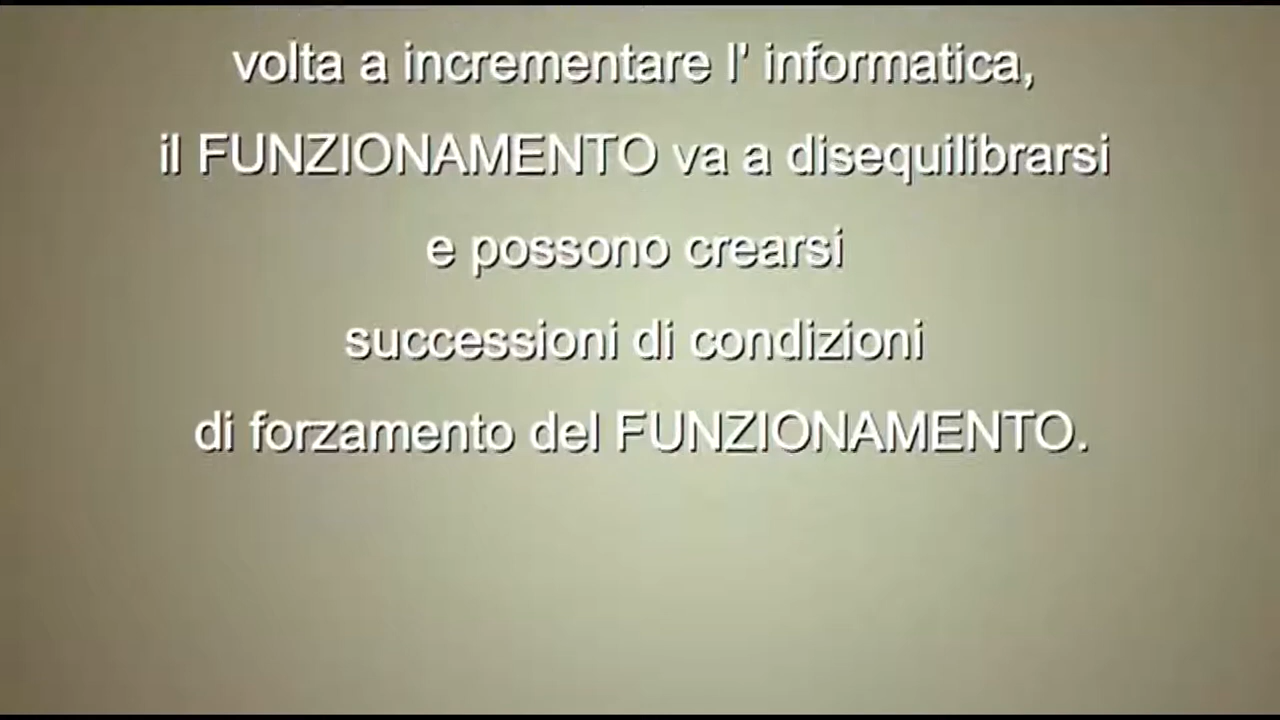 volta a incrementare l' informatica,
il FUNZIONAMENTO va a disequilibrarsi
e possono crearsi
successioni di condizioni
di forzamento del FUNZIONAMENTO.